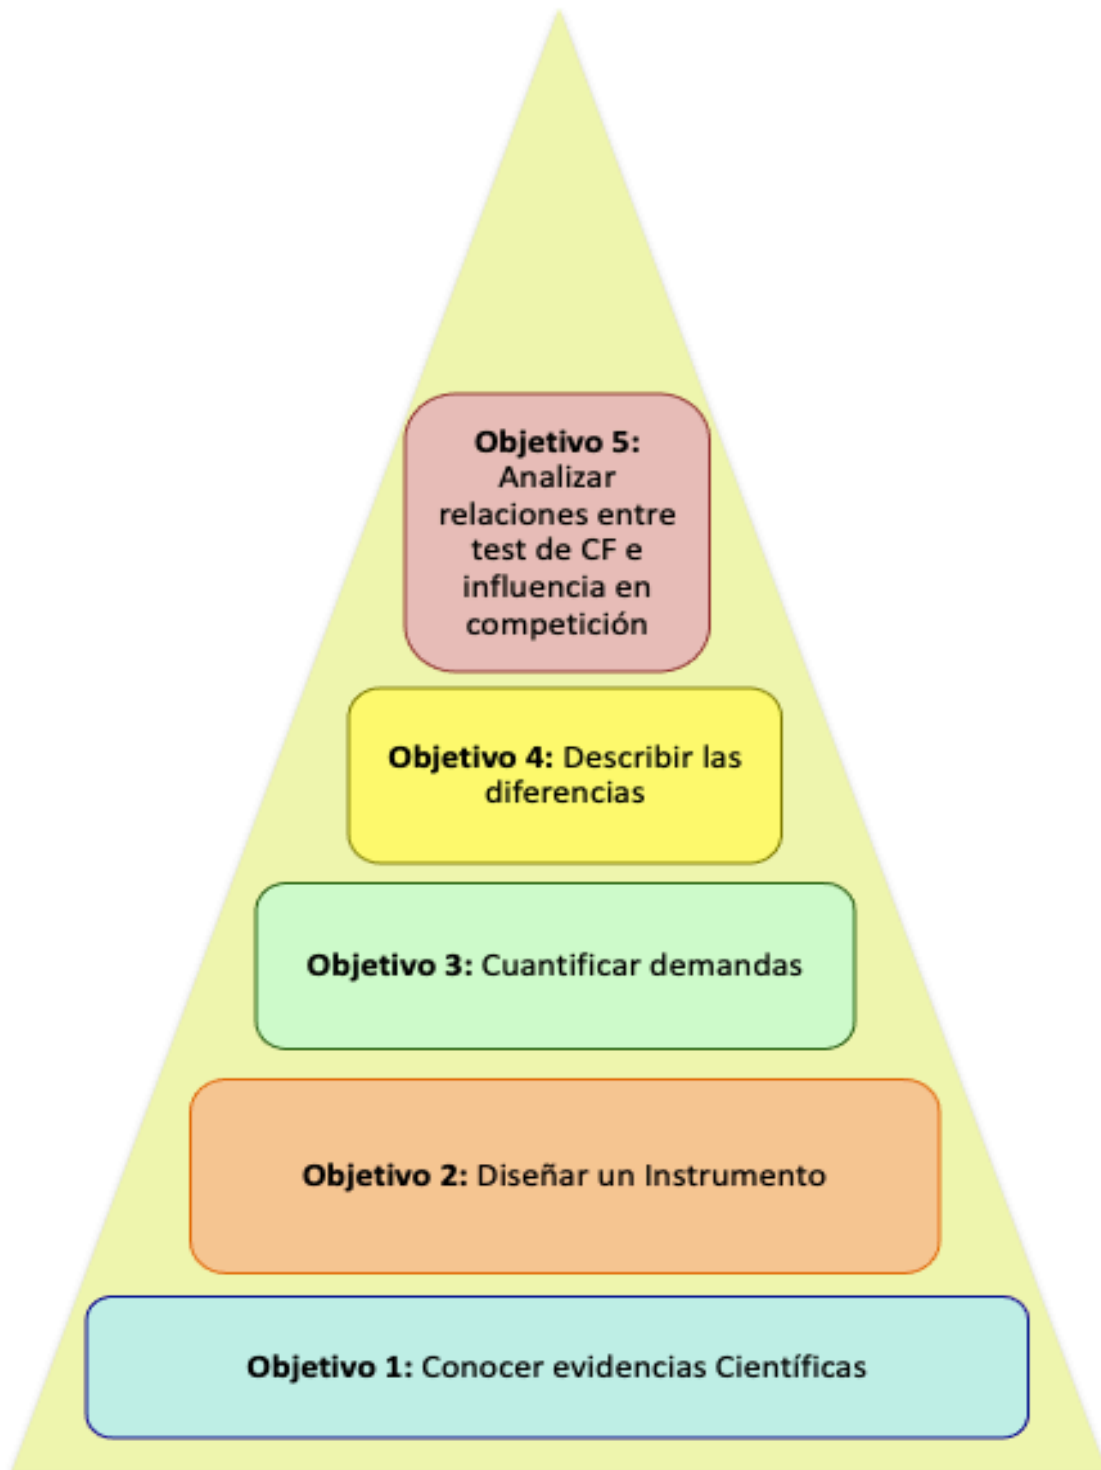 Objetivo 5:
Analizar
relaciones entre
test de CF e
influencia en
competición
Objetivo 4: Describir las
diferencias
Objetivo 3: Cuantificar demandas
Objetivo 2: Diseñar un Instrumento
Objetivo 1: Conocer evidencias Científicas